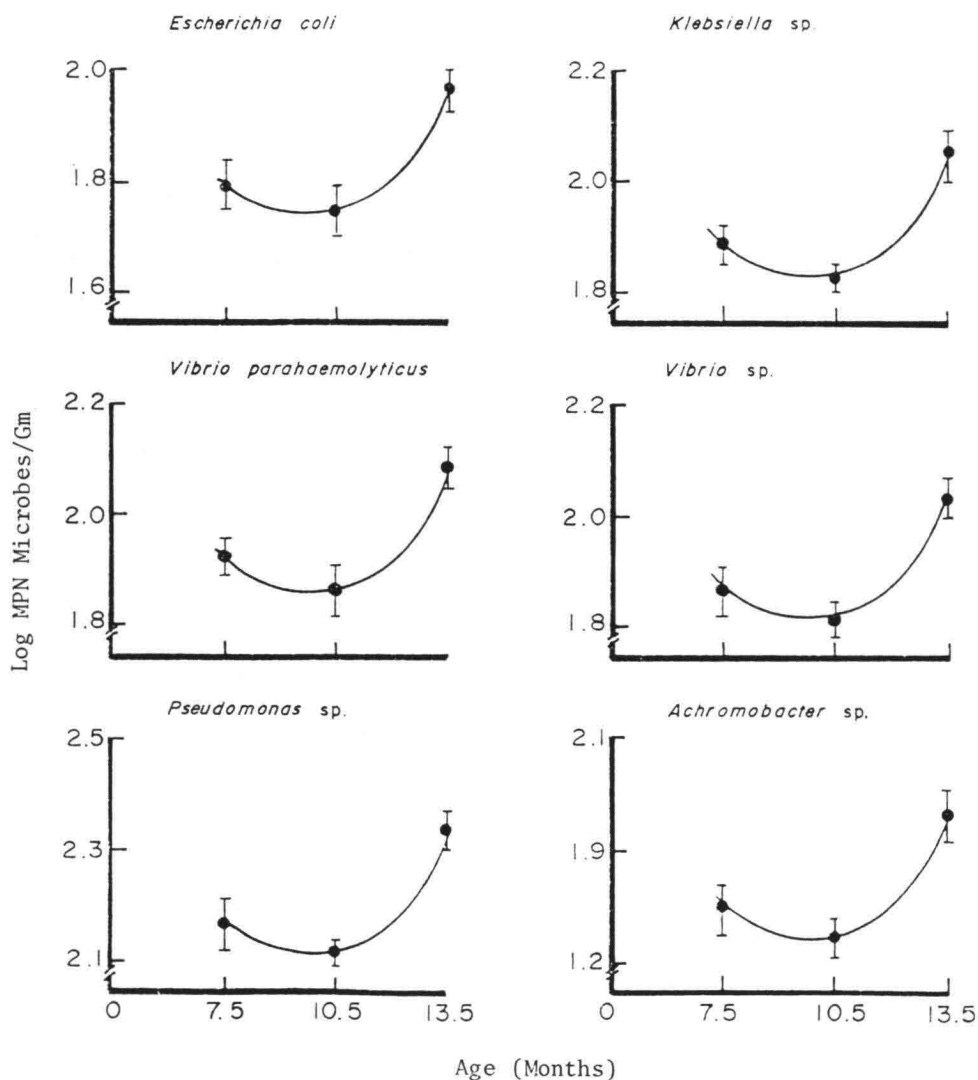 Escherichia coli
Klebsiella sp.
2.0
1.8
1.6
2.2
2.0
1.8
Vibrio parahaemolyticus
Vibrio sp.
2.2
2.0
1.8
2.2
2.0
1.8
Log MPN Microbes/Gm
Pseudomonas sp.
Achromobacter sp.
2.5
2.3
2.1
2.1
1.9
1.2
0 7.5 10.5 13.5
0 7.5 10.5 13.5
Age (Months)